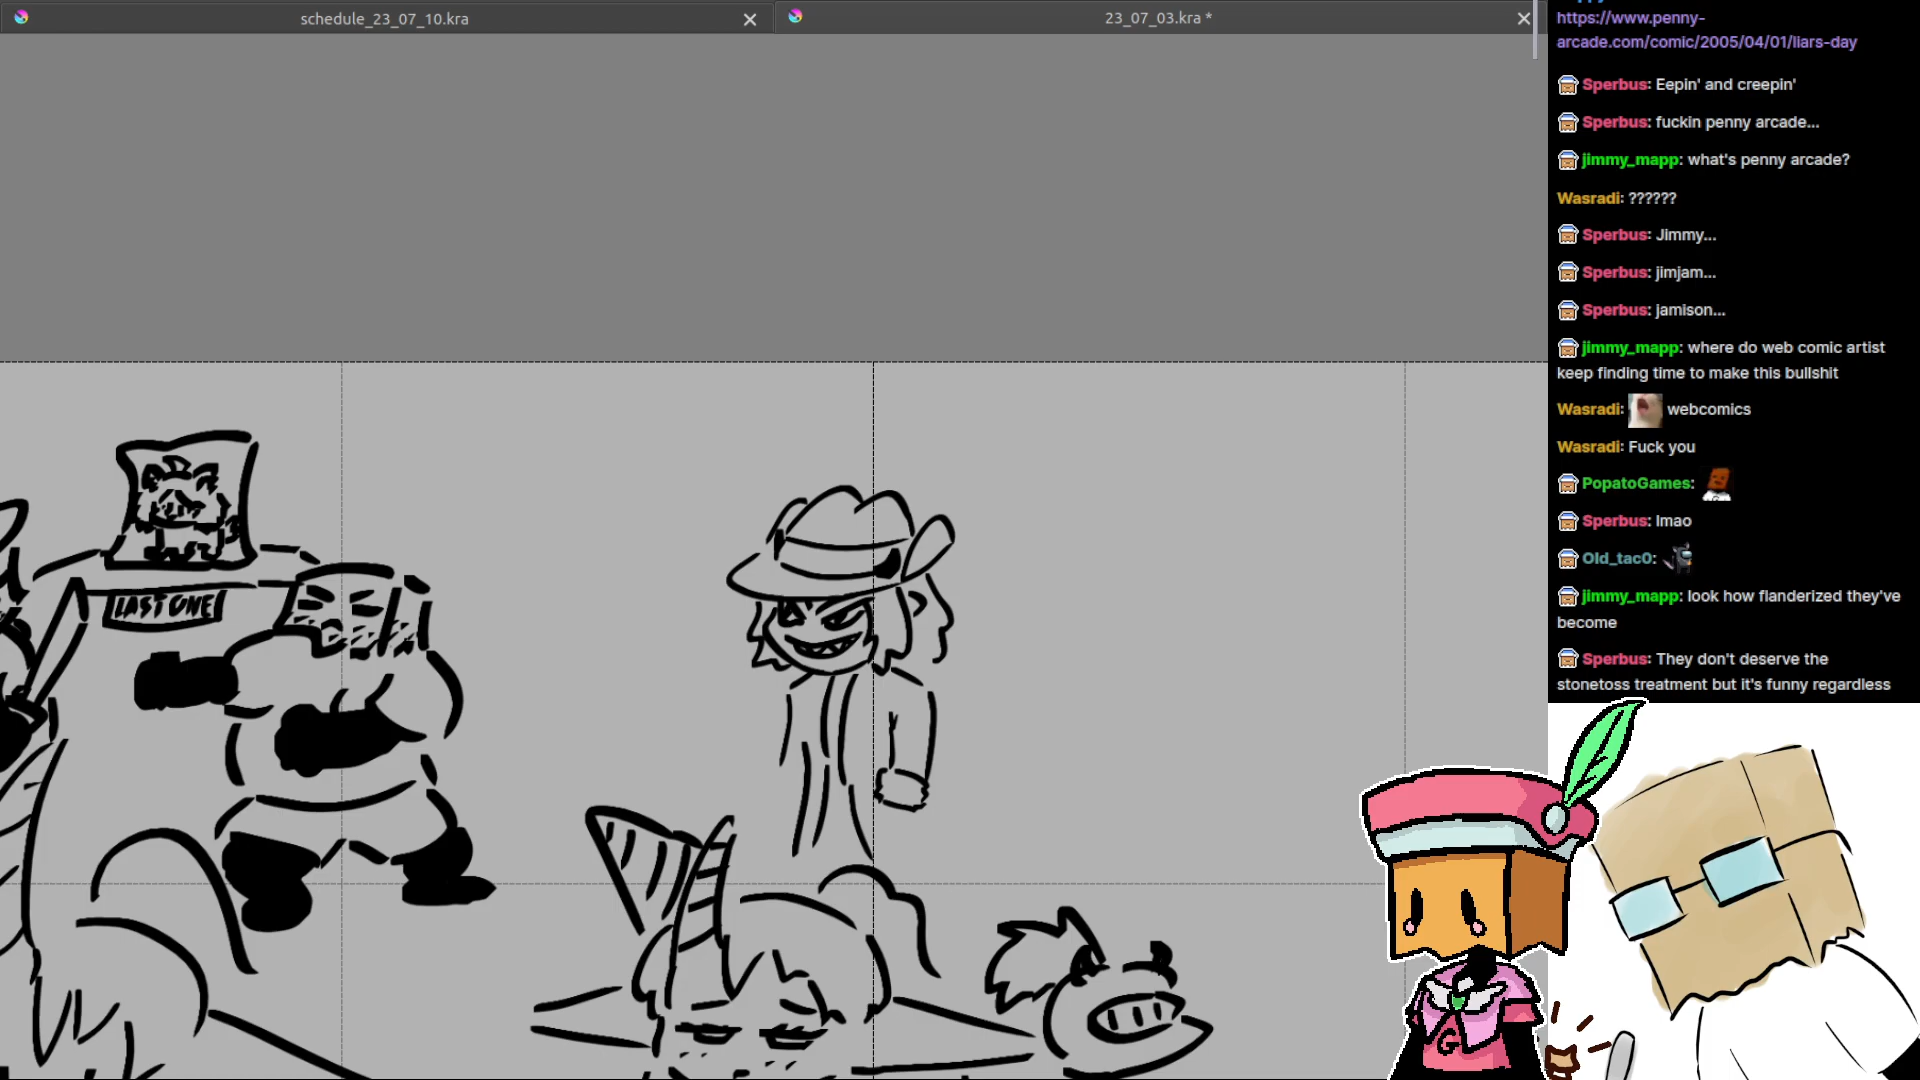 schedule_23_07_10.kra
23_07_03.kra *
https://www.penny-
arcade.com/comic/2005/04/01/liars-day
Sperbus: Eepin' and creepin'
Sperbus: fuckin penny arcade...
jimmy_mapp: what's penny arcade?
Wasradi: ??????
Sperbus: Jimmy...
Sperbus: jimjam...
Sperbus: jamison...
jimmy_mapp: where do web comic artist
keep finding time to make this bullshit
Wasradi: webcomics
Wasradi: Fuck you
PopatoGames:
Sperbus: lmao
Old_tac0:
jimmy_mapp: look how flanderized they've
become
Sperbus: They don't deserve the
stonetoss treatment but it's funny regardless
LAST ONE
G